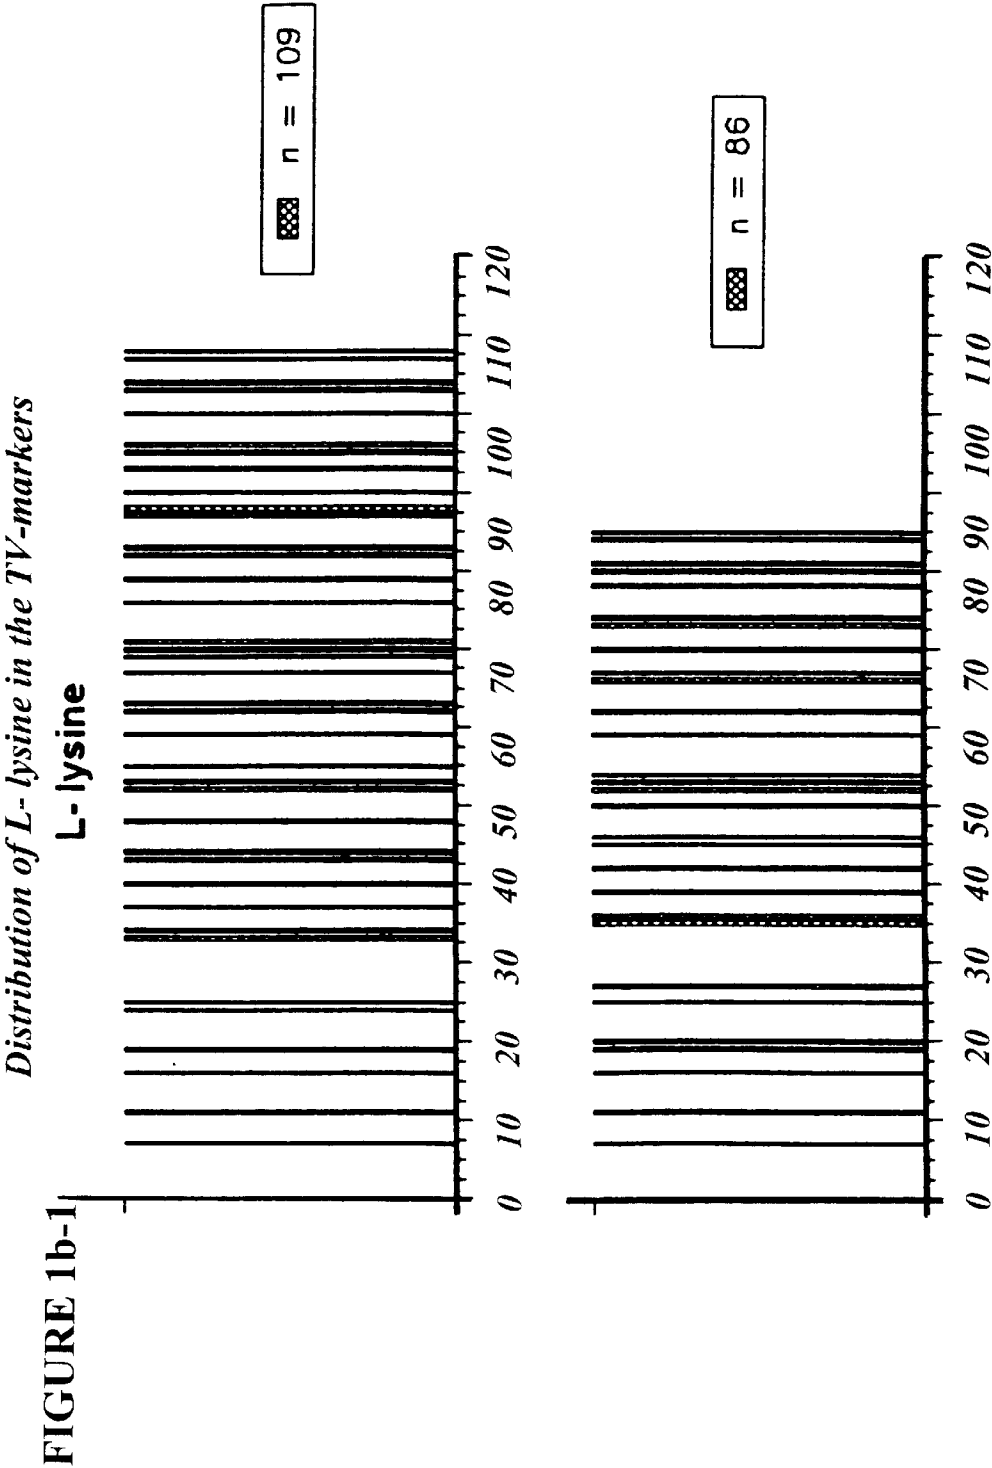 FIGURE 1b-1
Distribution of L- lysine in the TV-markers
L- lysine
n = 109
0 10 20 30 40 50 60 70 80 90 100 110 120
n = 86
0 10 20 30 40 50 60 70 80 90 100 110 120